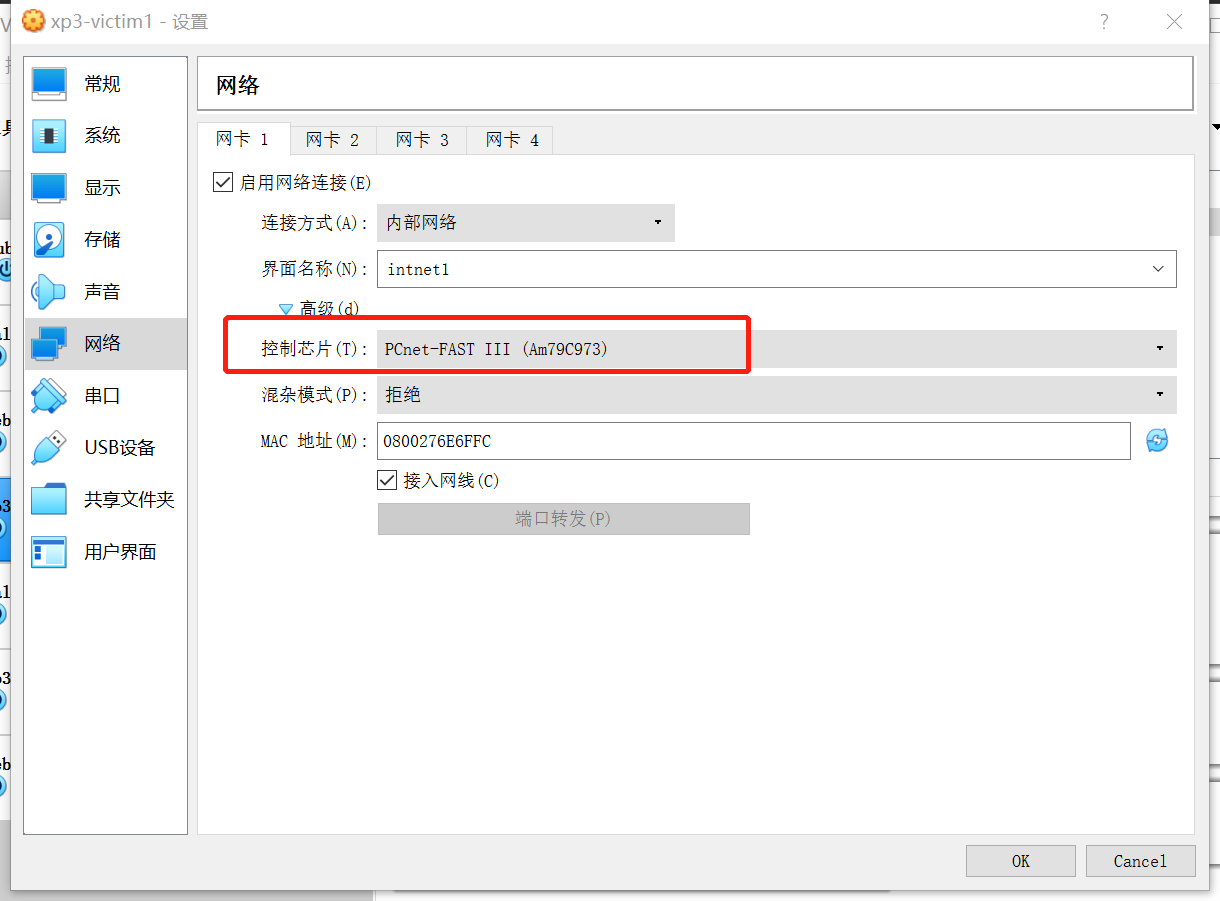 xp3-victim1 - 设置
?
常规
系统
显示
存储
声音
网络
串口
USB设备
共享文件夹
用户界面
网络
网卡 1
网卡 2
网卡 3
网卡 4
启用网络连接(E)
连接方式(A): 内部网络
界面名称(N): intnet1
高级(d)
控制芯片(T): PCnet-FAST III (Am79C973)
混杂模式(P): 拒绝
MAC 地址(M): 0800276E6FFC
接入网线(C)
端口转发(P)
OK
Cancel